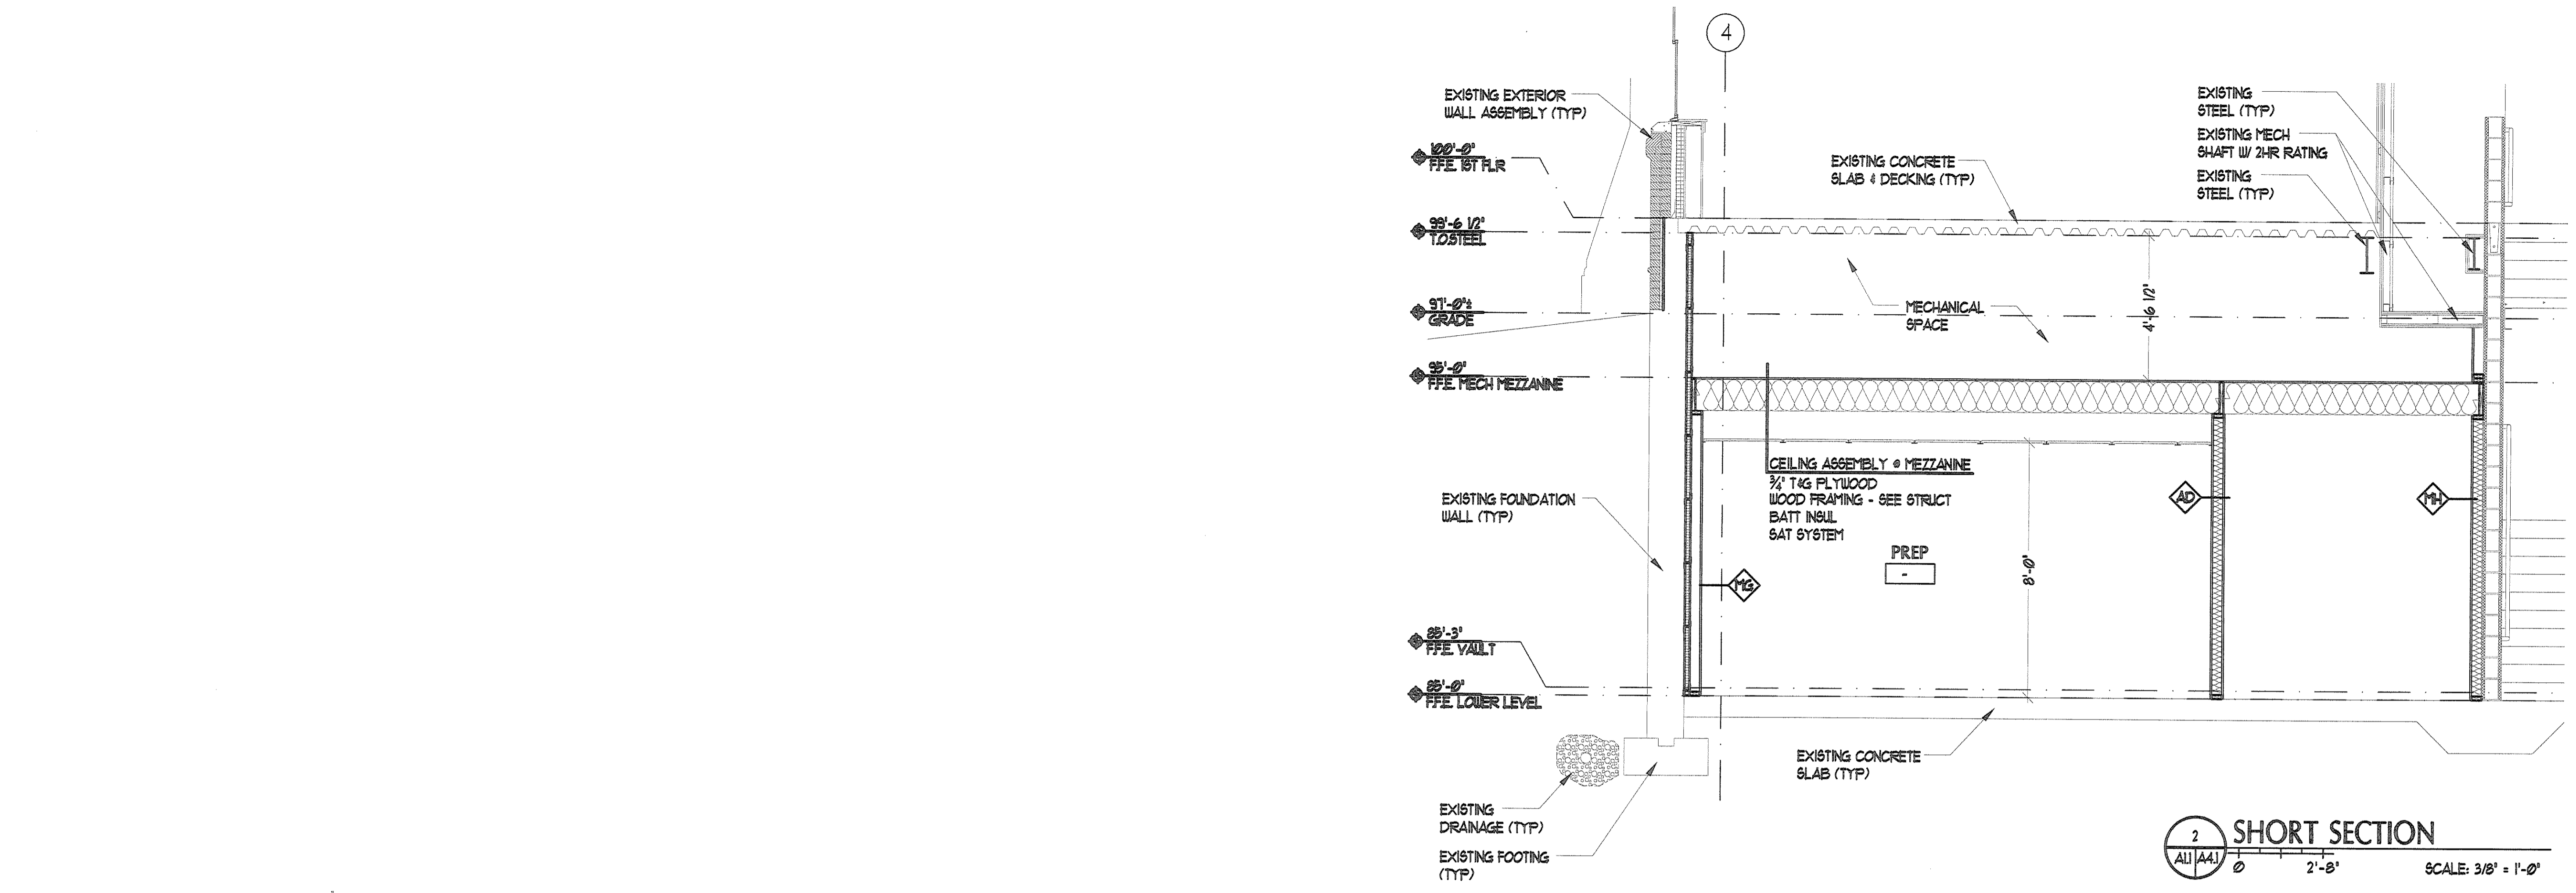 4
EXISTING EXTERIOR
WALL ASSEMBLY (TYP)
100'-0"
F.F.E. 1ST FLR
99'-6 1/2"
T.O.STEEL
97'-0"±
GRADE
95'-0"
F.F.E. MECH MEZZANINE
EXISTING CONCRETE
SLAB & DECKING (TYP)
EXISTING
STEEL (TYP)
EXISTING MECH
SHAFT W/ 2HR RATING
EXISTING
STEEL (TYP)
MECHANICAL
SPACE
4'-6 1/2"
CEILING ASSEMBLY @ MEZZANINE
3/4" T&G PLYWOOD
WOOD FRAMING - SEE STRUCT
BATT INSUL
SAT SYSTEM
EXISTING FOUNDATION
WALL (TYP)
AD
MH
PREP
-
8'-0"
MG
85'-3"
F.F.E. VAULT
85'-0"
F.F.E. LOWER LEVEL
EXISTING CONCRETE
SLAB (TYP)
EXISTING
DRAINAGE (TYP)
EXISTING FOOTING
(TYP)
2
A1.1 A4.1
SHORT SECTION
0 2'-8"
SCALE: 3/8" = 1'-0"